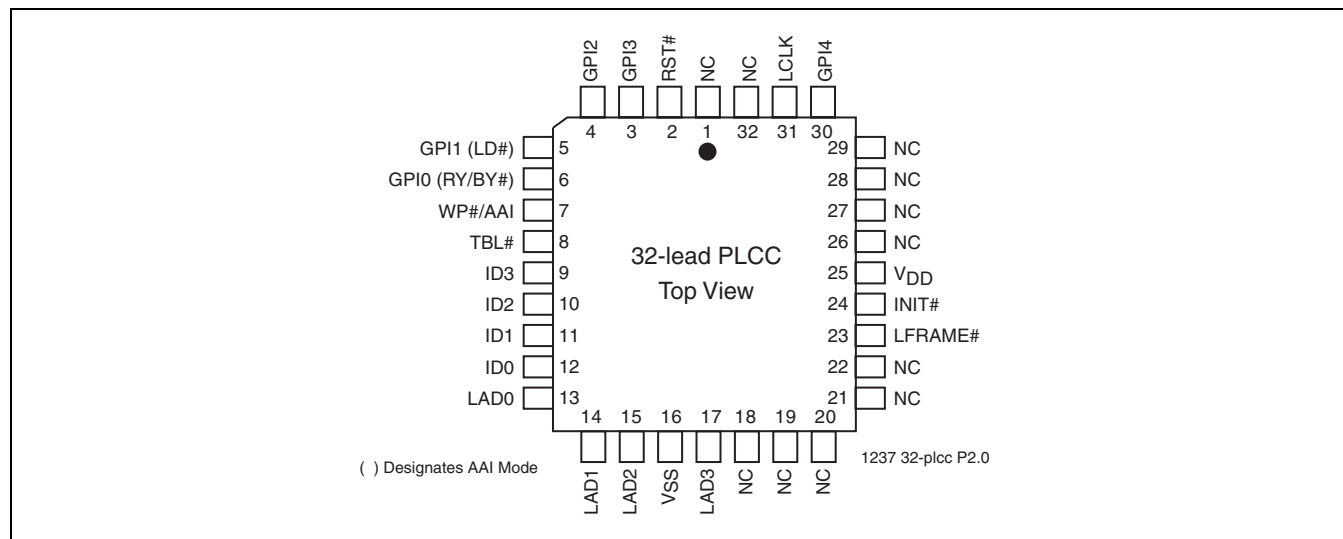 GPI2 GPI3 RST# NC NC LCLK GPI4
4 3 2 1 32 31 30
GPI1 (LD#) 5 29 NC
GPI0 (RY/BY#) 6 28 NC
WP#/AAI 7 27 NC
TBL# 8 26 NC
32-lead PLCC
Top View
ID3 9 25 VDD
ID2 10 24 INIT#
ID1 11 23 LFRAME#
ID0 12 22 NC
LAD0 13 21 NC
14 15 16 17 18 19 20
LAD1 LAD2 VSS LAD3 NC NC NC
( ) Designates AAI Mode
1237 32-plcc P2.0